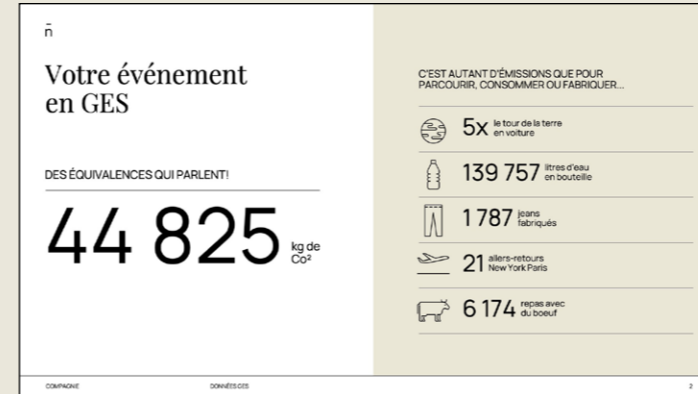 n̄
Votre événement
en GES
DES ÉQUIVALENCES QUI PARLENT!
44 825 kg de
Co²
C'EST AUTANT D'ÉMISSIONS QUE POUR
PARCOURIR, CONSOMMER OU FABRIQUER...
5x le tour de la terre
en voiture
139 757 litres d'eau
en bouteille
1 787 jeans
fabriqués
21 allers-retours
New York Paris
6 174 repas avec
du boeuf
COMPAGNIE
DONNÉES GES
2